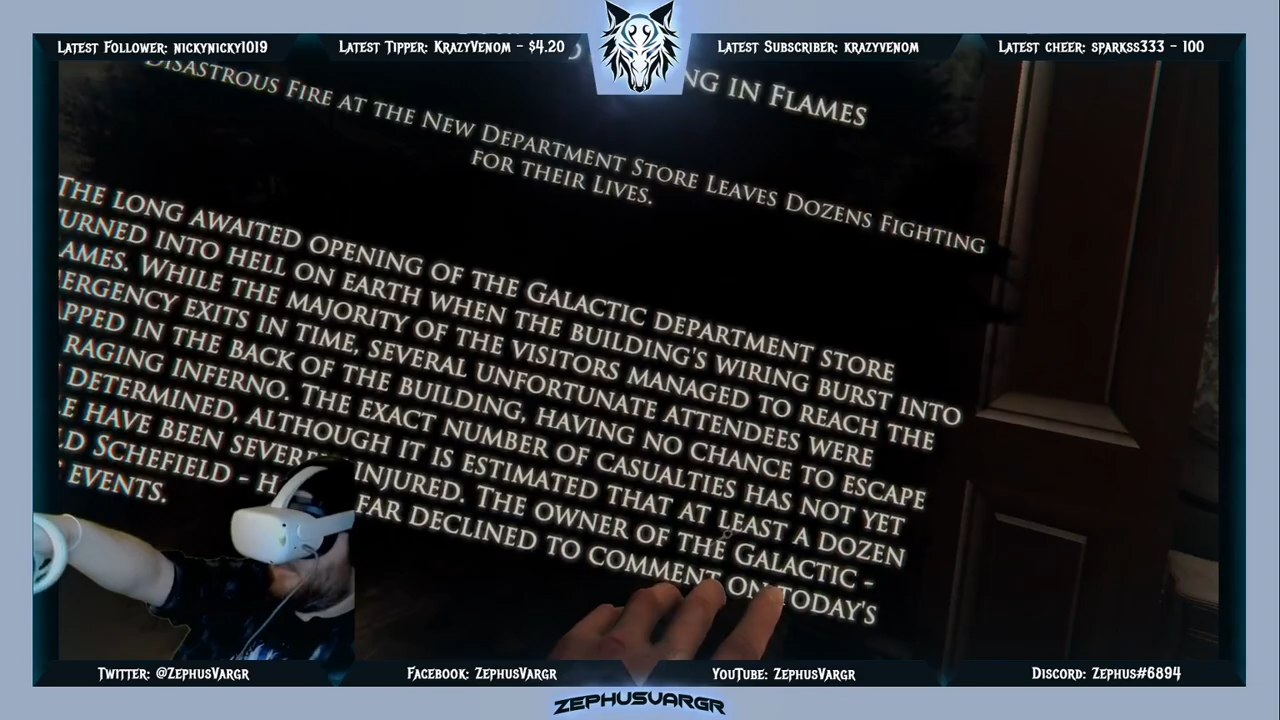 Latest Follower: nickynicky1019
Latest Tipper: KrazyVenom - $4.20
Latest Subscriber: krazyvenom
Latest cheer: sparkss333 - 100
in Flames
Disastrous Fire at the New Department Store Leaves Dozens Fighting
for their Lives.
The long awaited opening of the Galactic department store
into hell on earth when the building's wiring burst into
While the majority of the visitors managed to reach the
exits in time, several unfortunate attendees were
in the back of the building, having no chance to escape
raging inferno. The exact number of casualties has not yet
determined, although it is estimated that at least a dozen
have been injured. The owner of the Galactic -
Schefield - far declined to comment on today's
events.
Twitter: @ZephusVargr
Facebook: ZephusVargr
YouTube: ZephusVargr
Discord: Zephus#6894
ZEPHUSVARGR